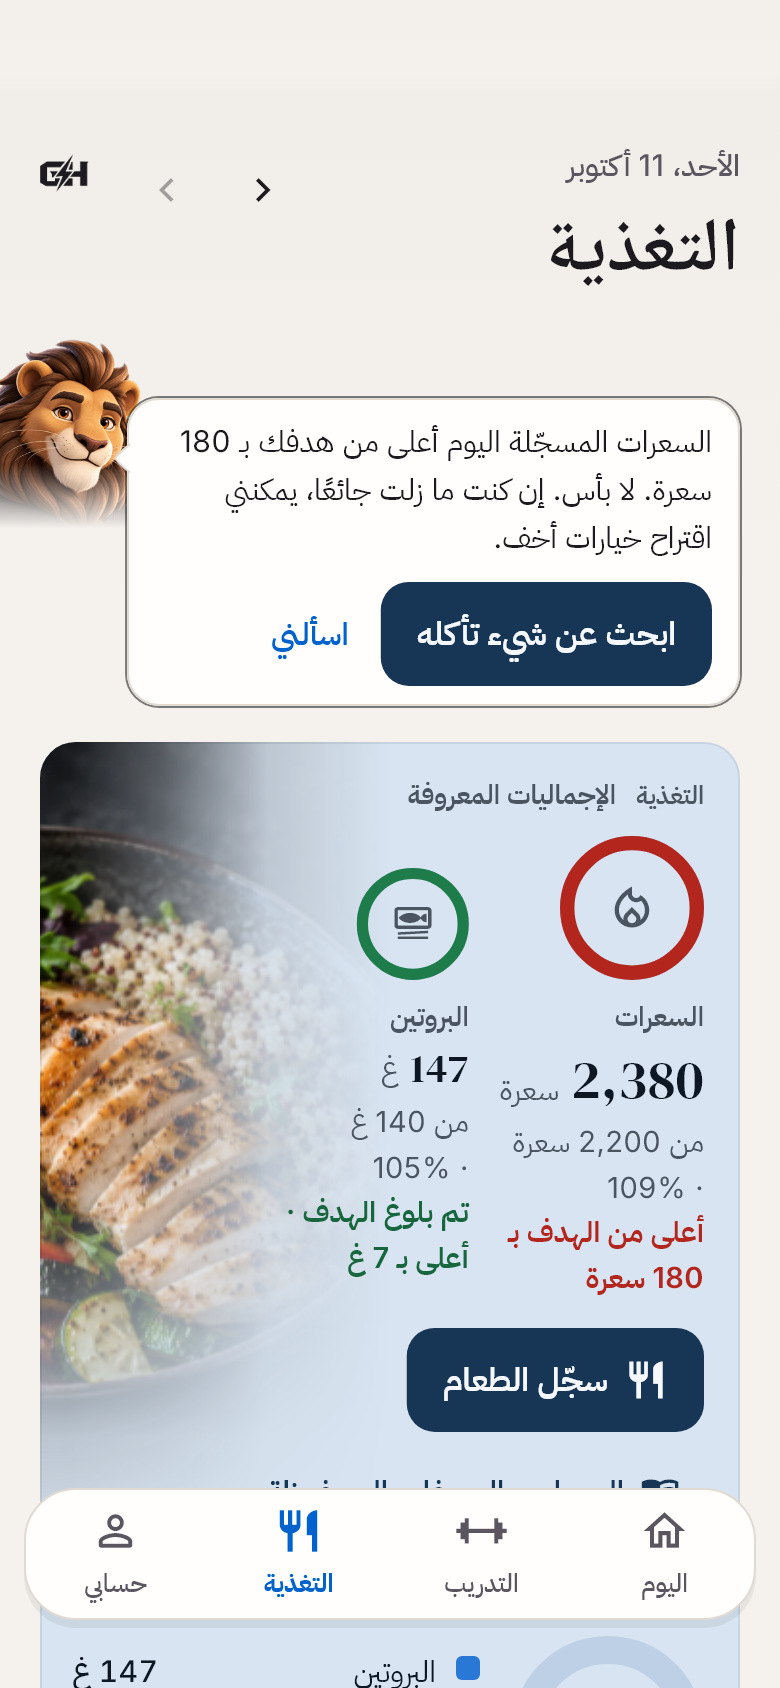 الأحد، 11 أكتوبر
GH
التغذية
السعرات المسجّلة اليوم أعلى من هدفك بـ 180
سعرة. لا بأس. إن كنت ما زلت جائعًا، يمكنني
اقتراح خيارات أخف.
ابحث عن شيء تأكله
اسألني
التغذية الإجماليات المعروفة
السعرات
2,380 سعرة
من 2,200 سعرة
· 109%
أعلى من الهدف بـ
180 سعرة
البروتين
147 غ
من 140 غ
· 105%
تم بلوغ الهدف ·
أعلى بـ 7 غ
سجّل الطعام
اليوم
التدريب
التغذية
حسابي
البروتين
147 غ